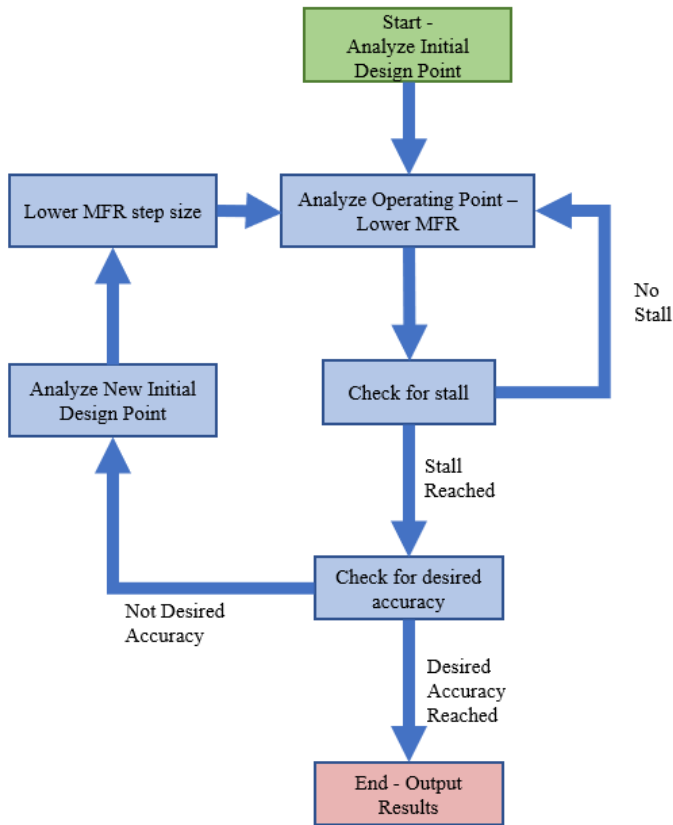 Start -
Analyze Initial
Design Point
Lower MFR step size
Analyze Operating Point –
Lower MFR
No
Stall
Analyze New Initial
Design Point
Check for stall
Stall
Reached
Check for desired
accuracy
Not Desired
Accuracy
Desired
Accuracy
Reached
End - Output
Results